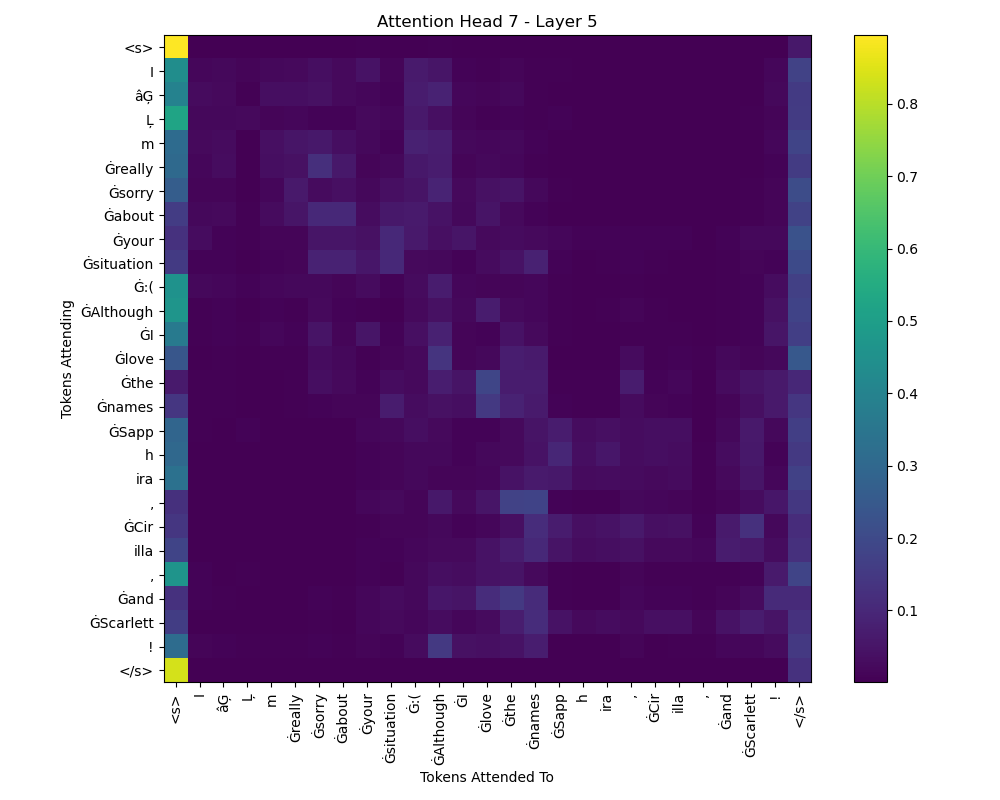 Attention Head 7 - Layer 5
Tokens Attending
<s>
I
âĢ
Ļ
m
Ġreally
Ġsorry
Ġabout
Ġyour
Ġsituation
Ġ:(
ĠAlthough
ĠI
Ġlove
Ġthe
Ġnames
ĠSapp
h
ira
,
ĠCir
illa
,
Ġand
ĠScarlett
!
</s>
<s>
I
âĢ
Ļ
m
Ġreally
Ġsorry
Ġabout
Ġyour
Ġsituation
Ġ:(
ĠAlthough
ĠI
Ġlove
Ġthe
Ġnames
ĠSapp
h
ira
,
ĠCir
illa
,
Ġand
ĠScarlett
!
</s>
Tokens Attended To
0.8
0.7
0.6
0.5
0.4
0.3
0.2
0.1